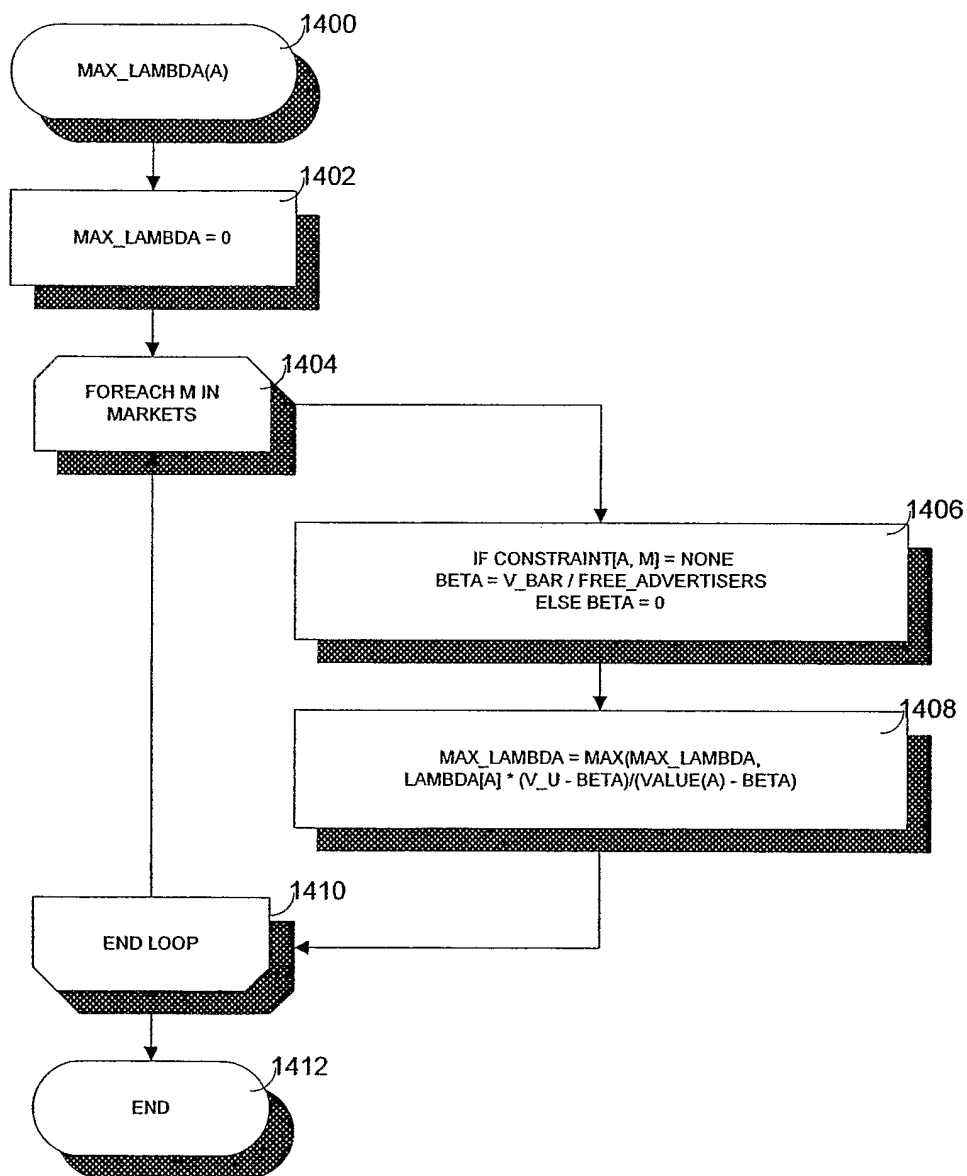 1400
MAX_LAMBDA(A)
1402
MAX_LAMBDA = 0
1404
FOREACH M IN
MARKETS
1406
IF CONSTRAINT[A, M] = NONE
BETA = V_BAR / FREE_ADVERTISERS
ELSE BETA = 0
1408
MAX_LAMBDA = MAX(MAX_LAMBDA,
LAMBDA[A] * (V_U - BETA)/(VALUE(A) - BETA)
1410
END LOOP
1412
END